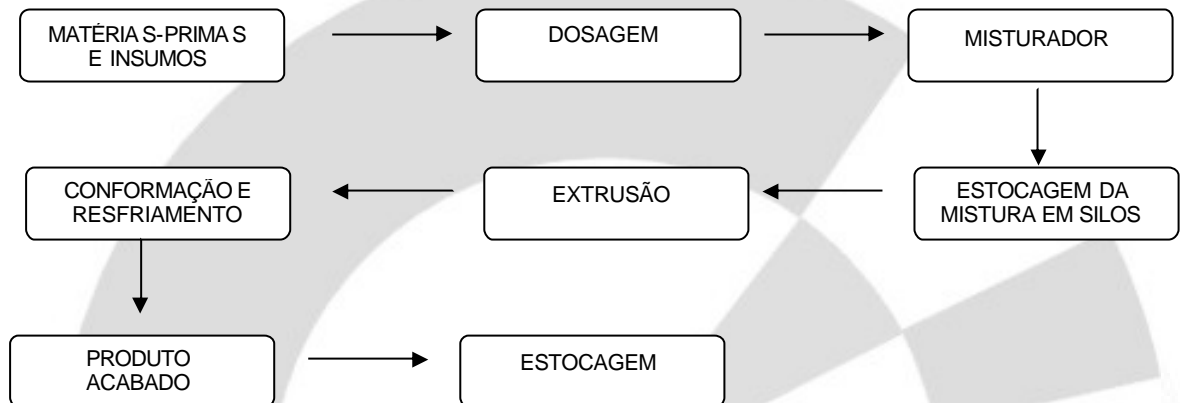 MATÉRIA S-PRIMA S
E INSUMOS
DOSAGEM
MISTURADOR
ESTOCAGEM DA
MISTURA EM SILOS
EXTRUSÃO
CONFORMAÇÃO E
RESFRIAMENTO
PRODUTO
ACABADO
ESTOCAGEM